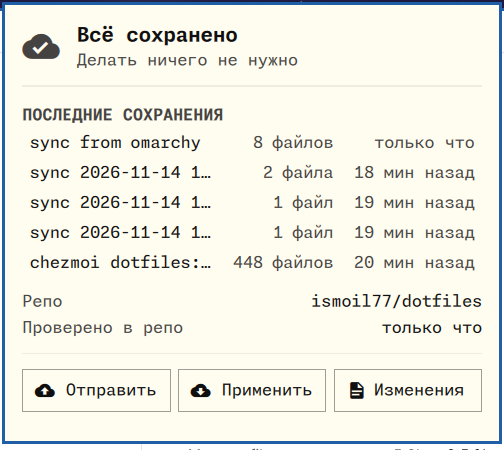 Всё сохранено
Делать ничего не нужно
ПОСЛЕДНИЕ СОХРАНЕНИЯ
sync from omarchy 8 файлов только что
sync 2026-11-14 1… 2 файла 18 мин назад
sync 2026-11-14 1… 1 файл 19 мин назад
sync 2026-11-14 1… 1 файл 19 мин назад
chezmoi dotfiles:… 448 файлов 20 мин назад
Репо ismoil77/dotfiles
Проверено в репо только что
Отправить Применить Изменения